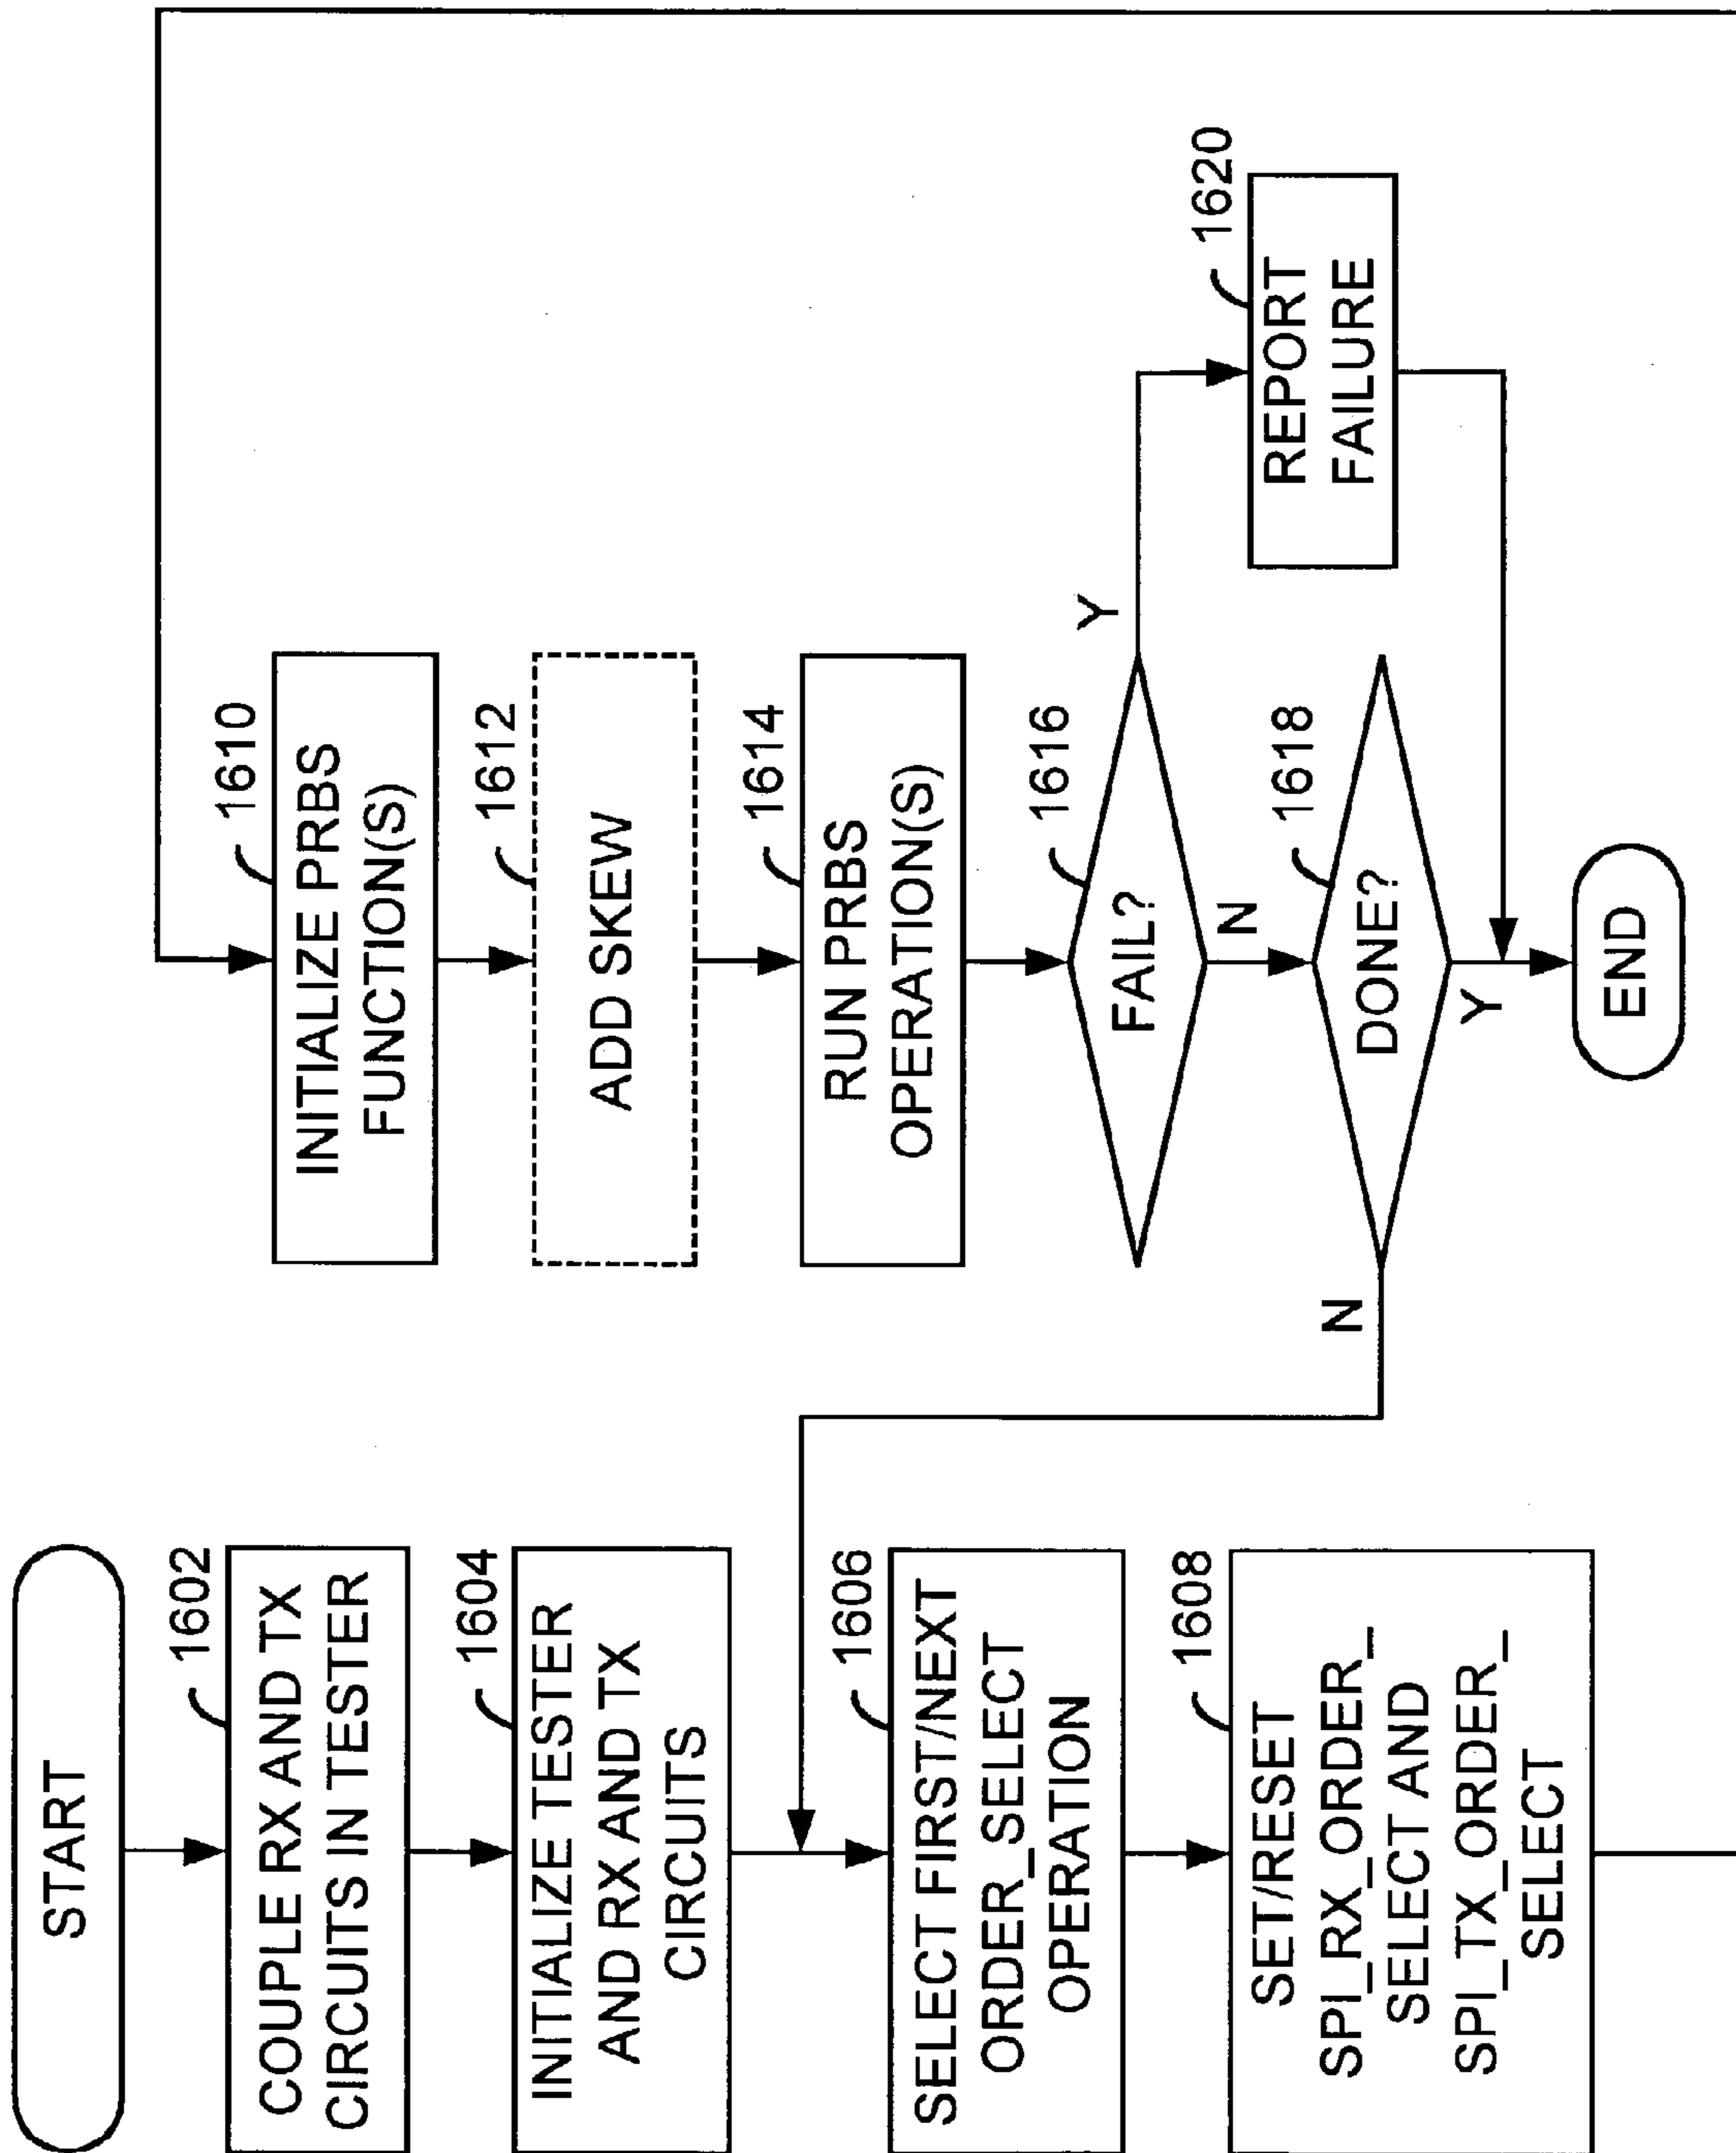 START
1602
COUPLE RX AND TX
CIRCUITS IN TESTER
1604
INITIALIZE TESTER
AND RX AND TX
CIRCUITS
1606
SELECT FIRST/NEXT
ORDER_SELECT
OPERATION
1608
SET/RESET
SPI_RX_ORDER_
SELECT AND
SPI_TX_ORDER_
SELECT
1610
INITIALIZE PRBS
FUNCTION(S)
1612
ADD SKEW
1614
RUN PRBS
OPERATION(S)
1616
FAIL?
Y
N
1620
REPORT
FAILURE
1618
DONE?
N
Y
END